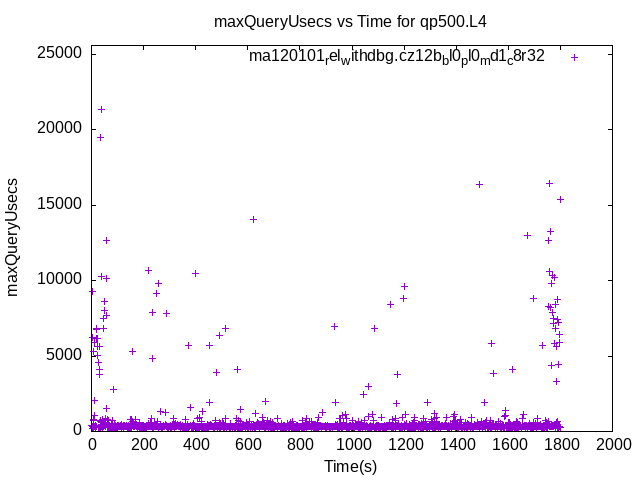 maxQueryUsecs vs Time for qp500.L4
ma120101relwithdbg.cz12bbl0pl0md1c8r32
25000
20000
15000
10000
5000
0
maxQueryUsecs
0 200 400 600 800 1000 1200 1400 1600 1800 2000
Time(s)